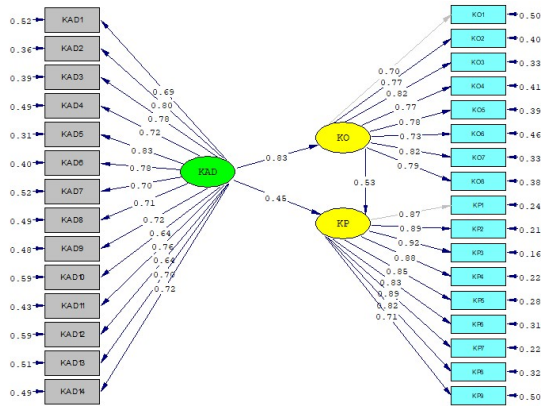 0.52 KAD1
0.36 KAD2
0.39 KAD3
0.49 KAD4
0.31 KAD5
0.40 KAD6
0.52 KAD7
0.49 KAD8
0.48 KAD9
0.59 KAD10
0.43 KAD11
0.59 KAD12
0.51 KAD13
0.49 KAD14
0.69
0.80
0.78
0.72
0.83
0.78
0.70
0.71
0.72
0.64
0.76
0.64
0.70
0.72
KAD
0.83
0.45
KO
0.53
KP
0.70
0.77
0.82
0.77
0.78
0.73
0.82
0.79
0.87
0.89
0.92
0.88
0.85
0.83
0.89
0.82
0.71
KO1 0.50
KO2 0.40
KO3 0.33
KO4 0.41
KO5 0.39
KO6 0.46
KO7 0.33
KO8 0.38
KP1 0.24
KP2 0.21
KP3 0.16
KP4 0.22
KP5 0.28
KP6 0.31
KP7 0.22
KP8 0.32
KP9 0.50